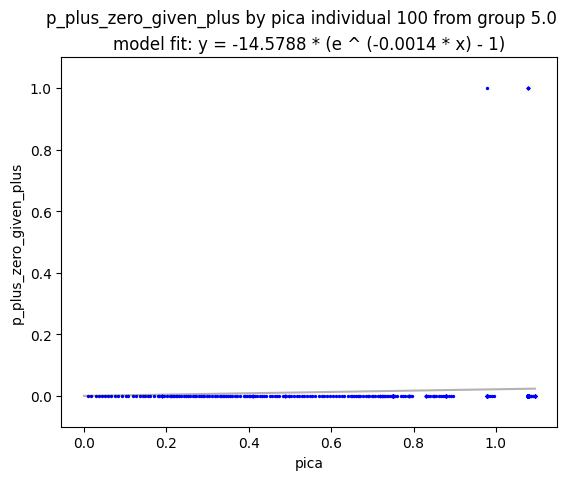 p_plus_zero_given_plus by pica individual 100 from group 5.0
model fit: y = -14.5788 * (e ^ (-0.0014 * x) - 1)
p_plus_zero_given_plus
1.0
0.8
0.6
0.4
0.2
0.0
0.0 0.2 0.4 0.6 0.8 1.0
pica